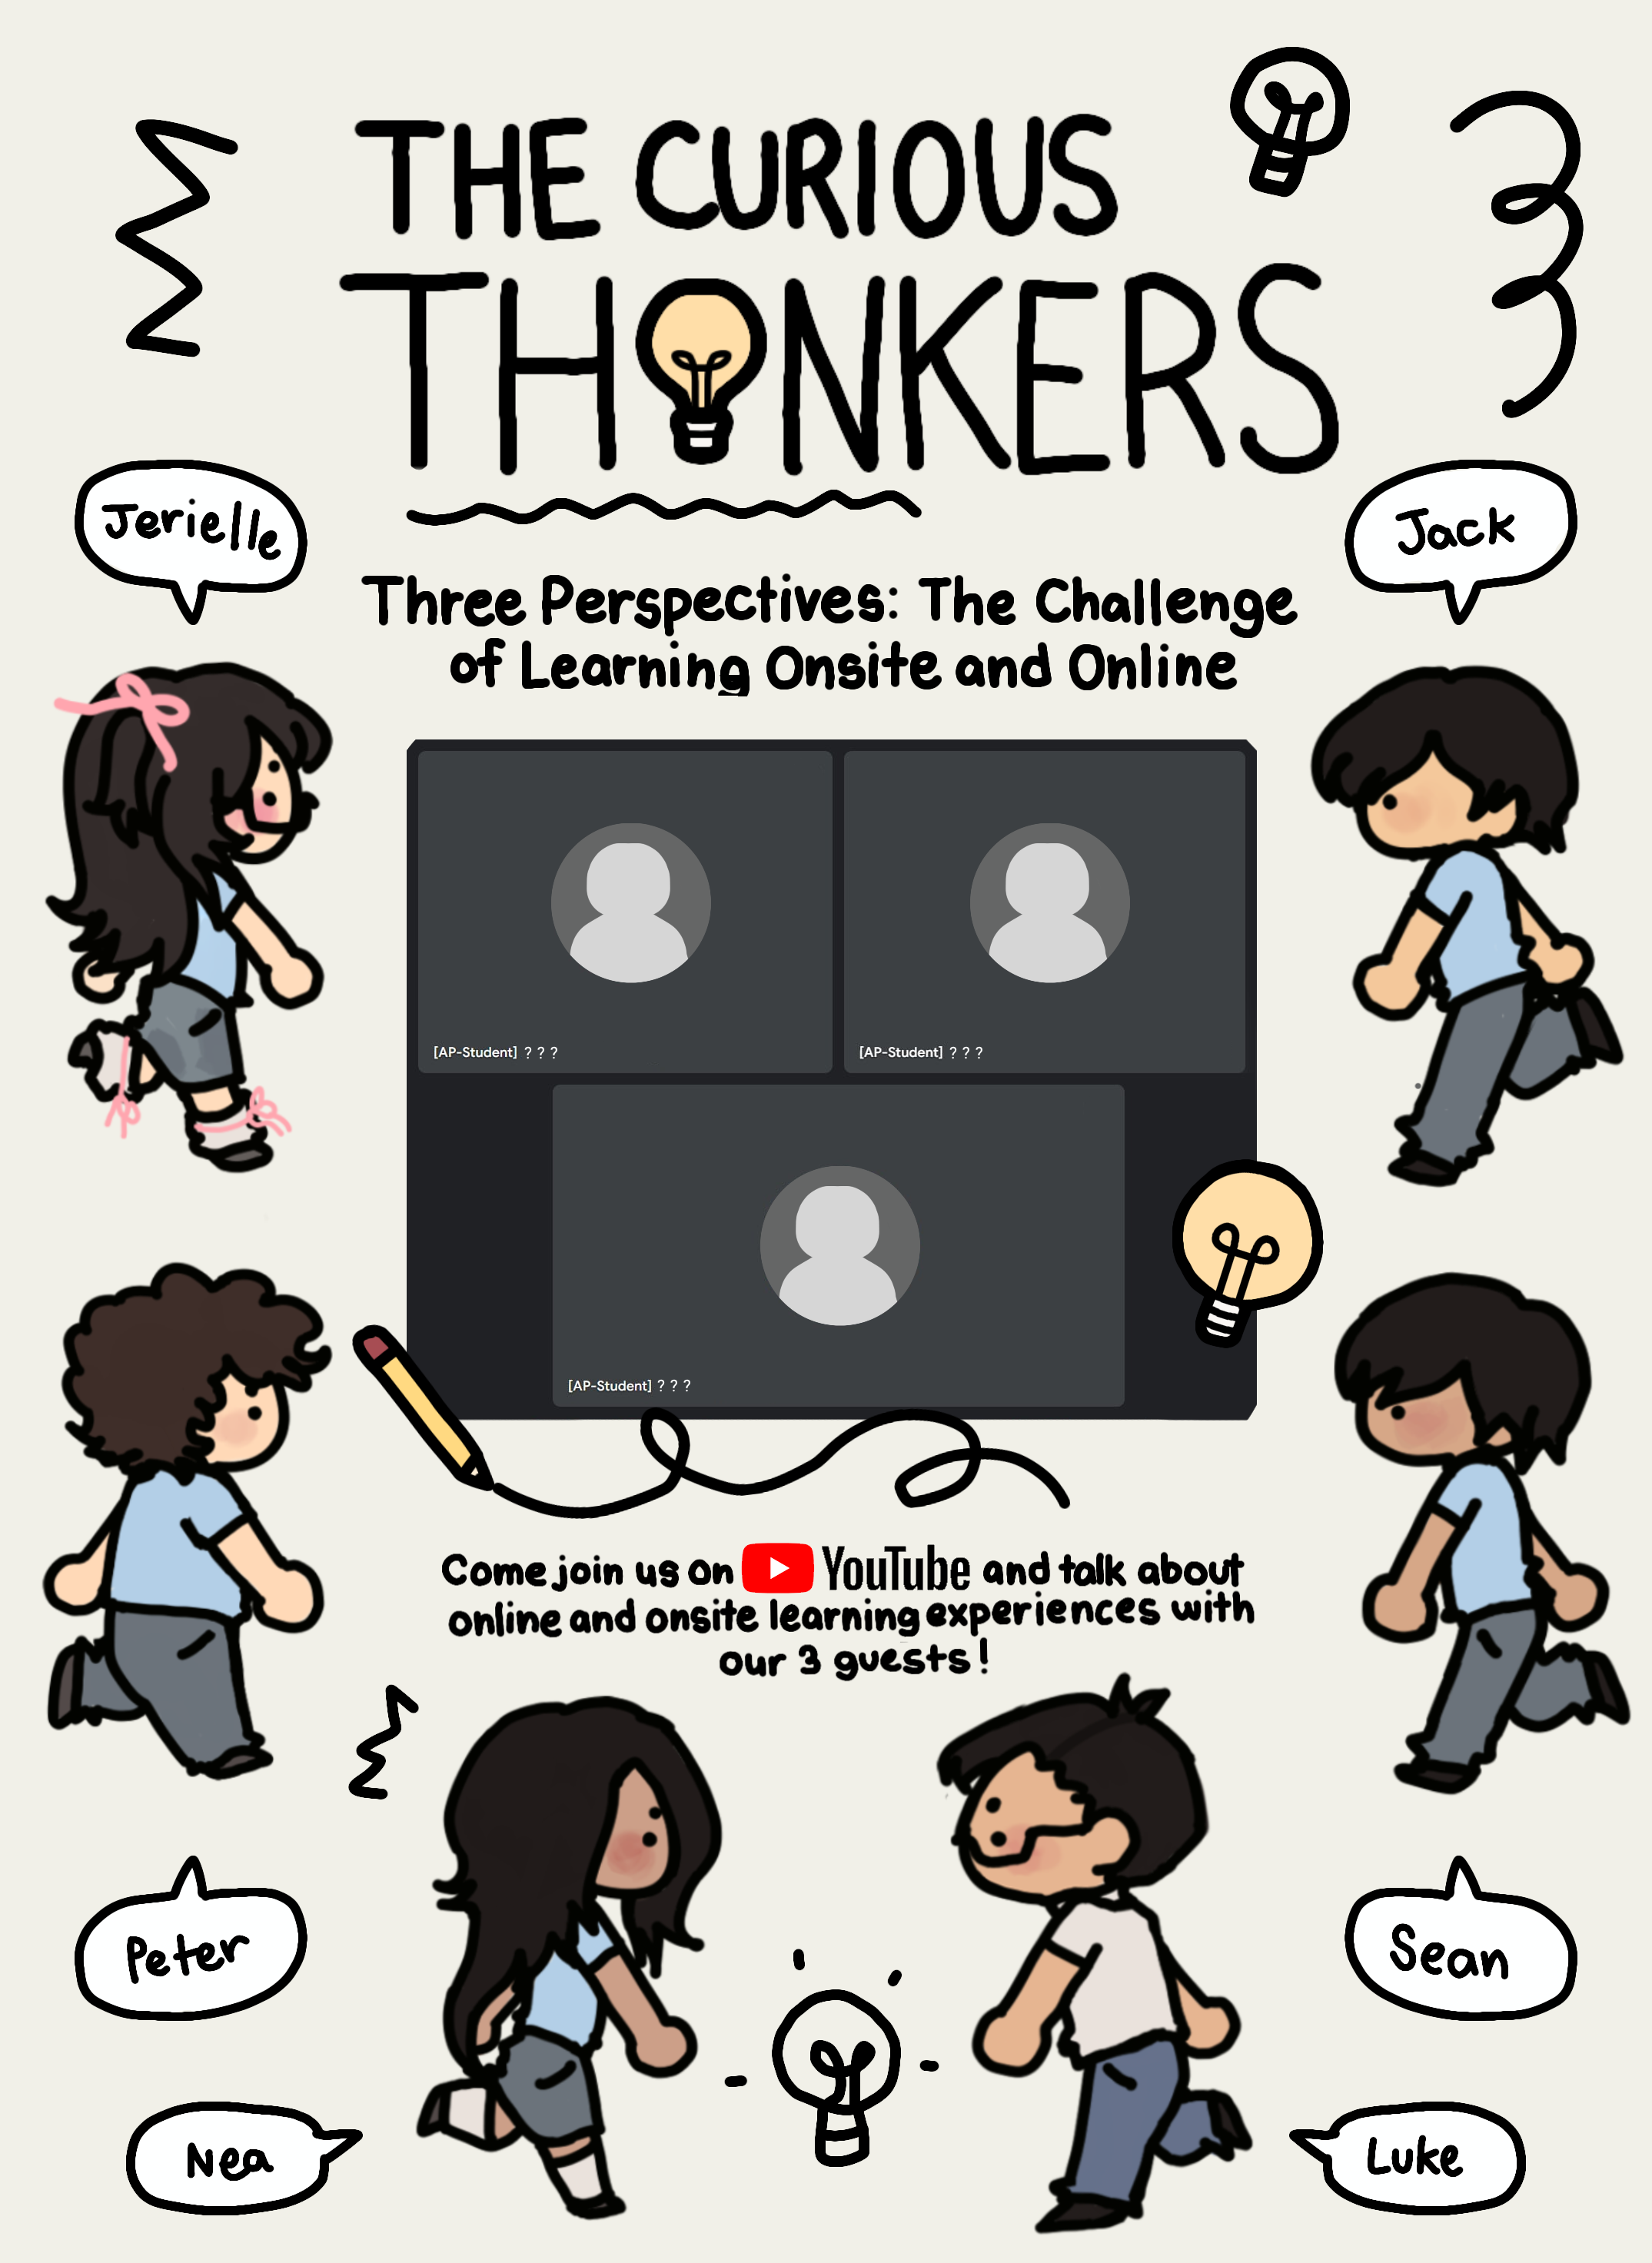 THE CURIOUS
THINKERS
Jerielle
Jack
Three Perspectives: The Challenge
of Learning Onsite and Online
[AP-Student] ? ? ?
[AP-Student] ? ? ?
[AP-Student] ? ? ?
Come join us on YouTube and talk about
online and onsite learning experiences with
our 3 guests!
Peter
Sean
Nea
Luke